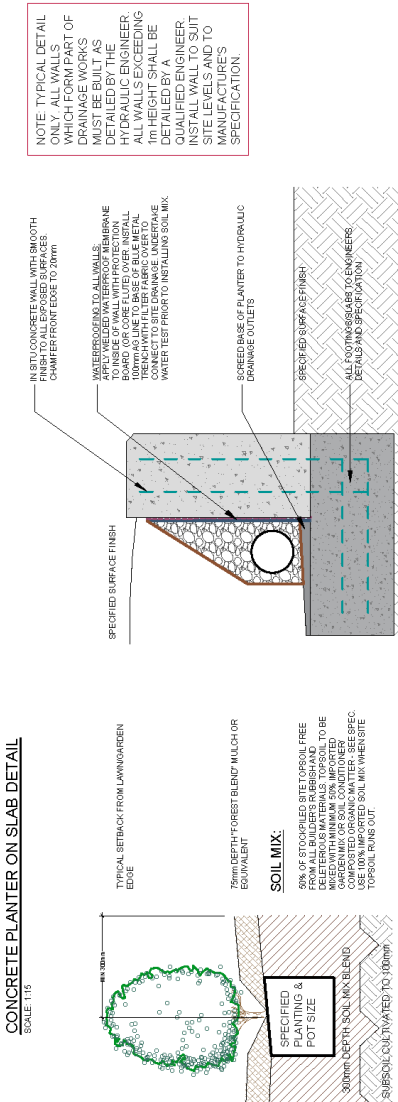 CONCRETE PLANTER ON SLAB DETAIL
SCALE: 1:15
MIN 300mm
TYPICAL SETBACK FROM LAWN/GARDEN
EDGE
75mm DEPTH "FOREST BLEND" MULCH OR
EQUIVALENT
SOIL MIX:
50% OF STOCKPILED SITE TOPSOIL FREE
FROM ALL BUILDER'S RUBBISH AND
DELETERIOUS MATERIALS. TOPSOIL TO BE
MIXED WITH MINIMUM 50% IMPORTED
GARDEN MIX OR SOIL CONDITIONER/
COMPOSTED ORGANIC MATTER - SEE SPEC.
USE 100% IMPORTED SOIL MIX WHEN SITE
TOPSOIL RUNS OUT.
SPECIFIED
PLANTING &
POT SIZE
300mm DEPTH SOIL MIX BLEND
SUBSOIL CULTIVATED TO 100mm
SPECIFIED SURFACE FINISH
IN SITU CONCRETE WALL WITH SMOOTH
FINISH TO ALL EXPOSED SURFACES.
CHAMFER FRONT EDGE TO 20mm
WATERPROOFING TO ALL WALLS:
APPLY WELDED WATERPROOF MEMBRANE
TO INSIDE OF WALL WITH PROTECTION
BOARD (OR CORE FLUTE) OVER. INSTALL
100mm AG LINE TO BASE OF BLUE METAL
TRENCH WITH FILTER FABRIC OVER TO
CONNECT TO SITE DRAINAGE. UNDERTAKE
WATER TEST PRIOR TO INSTALLING SOIL MIX.
SCREED BASE OF PLANTER TO HYDRAULIC
DRAINAGE OUTLETS
SPECIFIED SURFACE FINISH
ALL FOOTINGS/SLABS TO ENGINEERS
DETAILS AND SPECIFICATION
NOTE: TYPICAL DETAIL
ONLY. ALL WALLS
WHICH FORM PART OF
DRAINAGE WORKS
MUST BE BUILT AS
DETAILED BY THE
HYDRAULIC ENGINEER.
ALL WALLS EXCEEDING
1m HEIGHT SHALL BE
DETAILED BY A
QUALIFIED ENGINEER.
INSTALL WALL TO SUIT
SITE LEVELS AND TO
MANUFACTURE'S
SPECIFICATION.